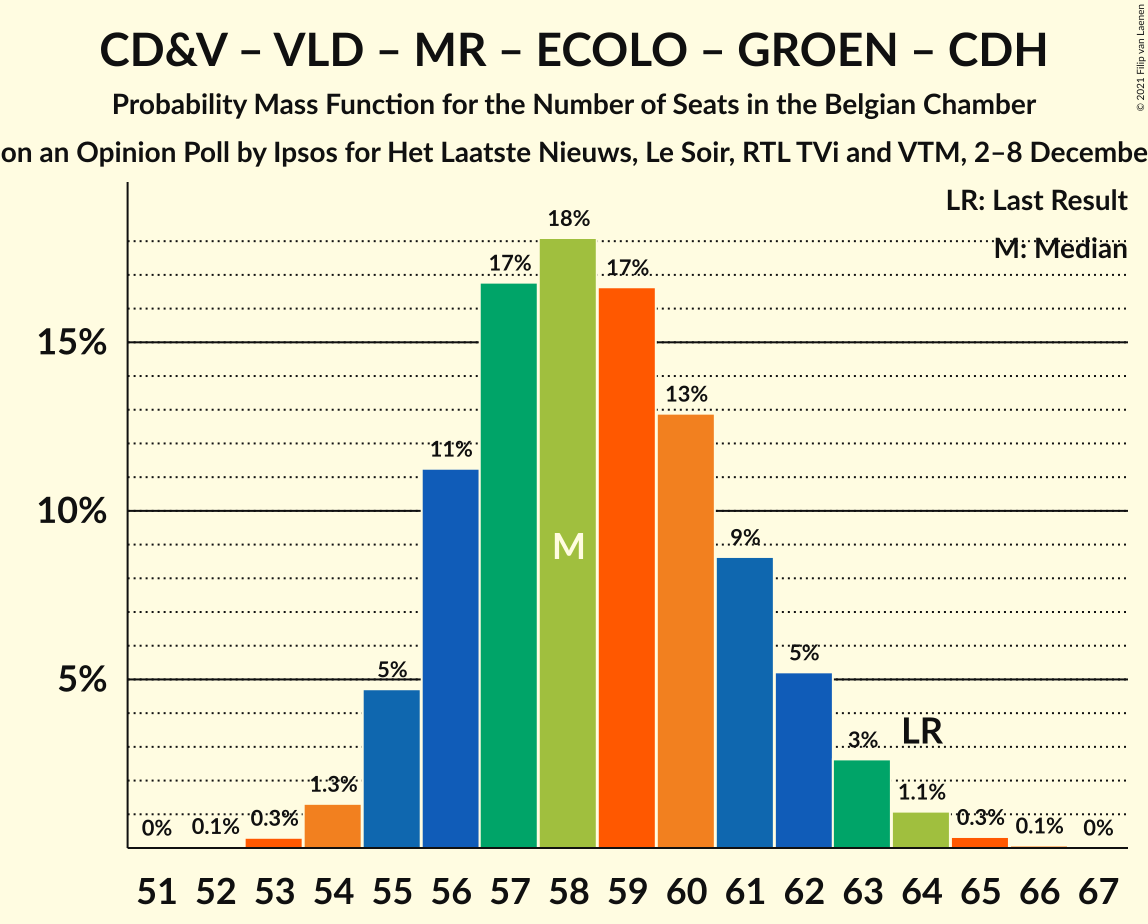 CD&V – VLD – MR – ECOLO – GROEN – CDH
Probability Mass Function for the Number of Seats in the Belgian Chamber
on an Opinion Poll by Ipsos for Het Laatste Nieuws, Le Soir, RTL TVi and VTM, 2–8 Decembe
© 2021 Filip van Laenen
LR: Last Result
M: Median
18%
17%
17%
15%
13%
11%
10%
9%
M
5%
5%
5%
LR
3%
1.3%
1.1%
0%
0.1%
0.3%
0.3%
0.1%
0%
51 52 53 54 55 56 57 58 59 60 61 62 63 64 65 66 67